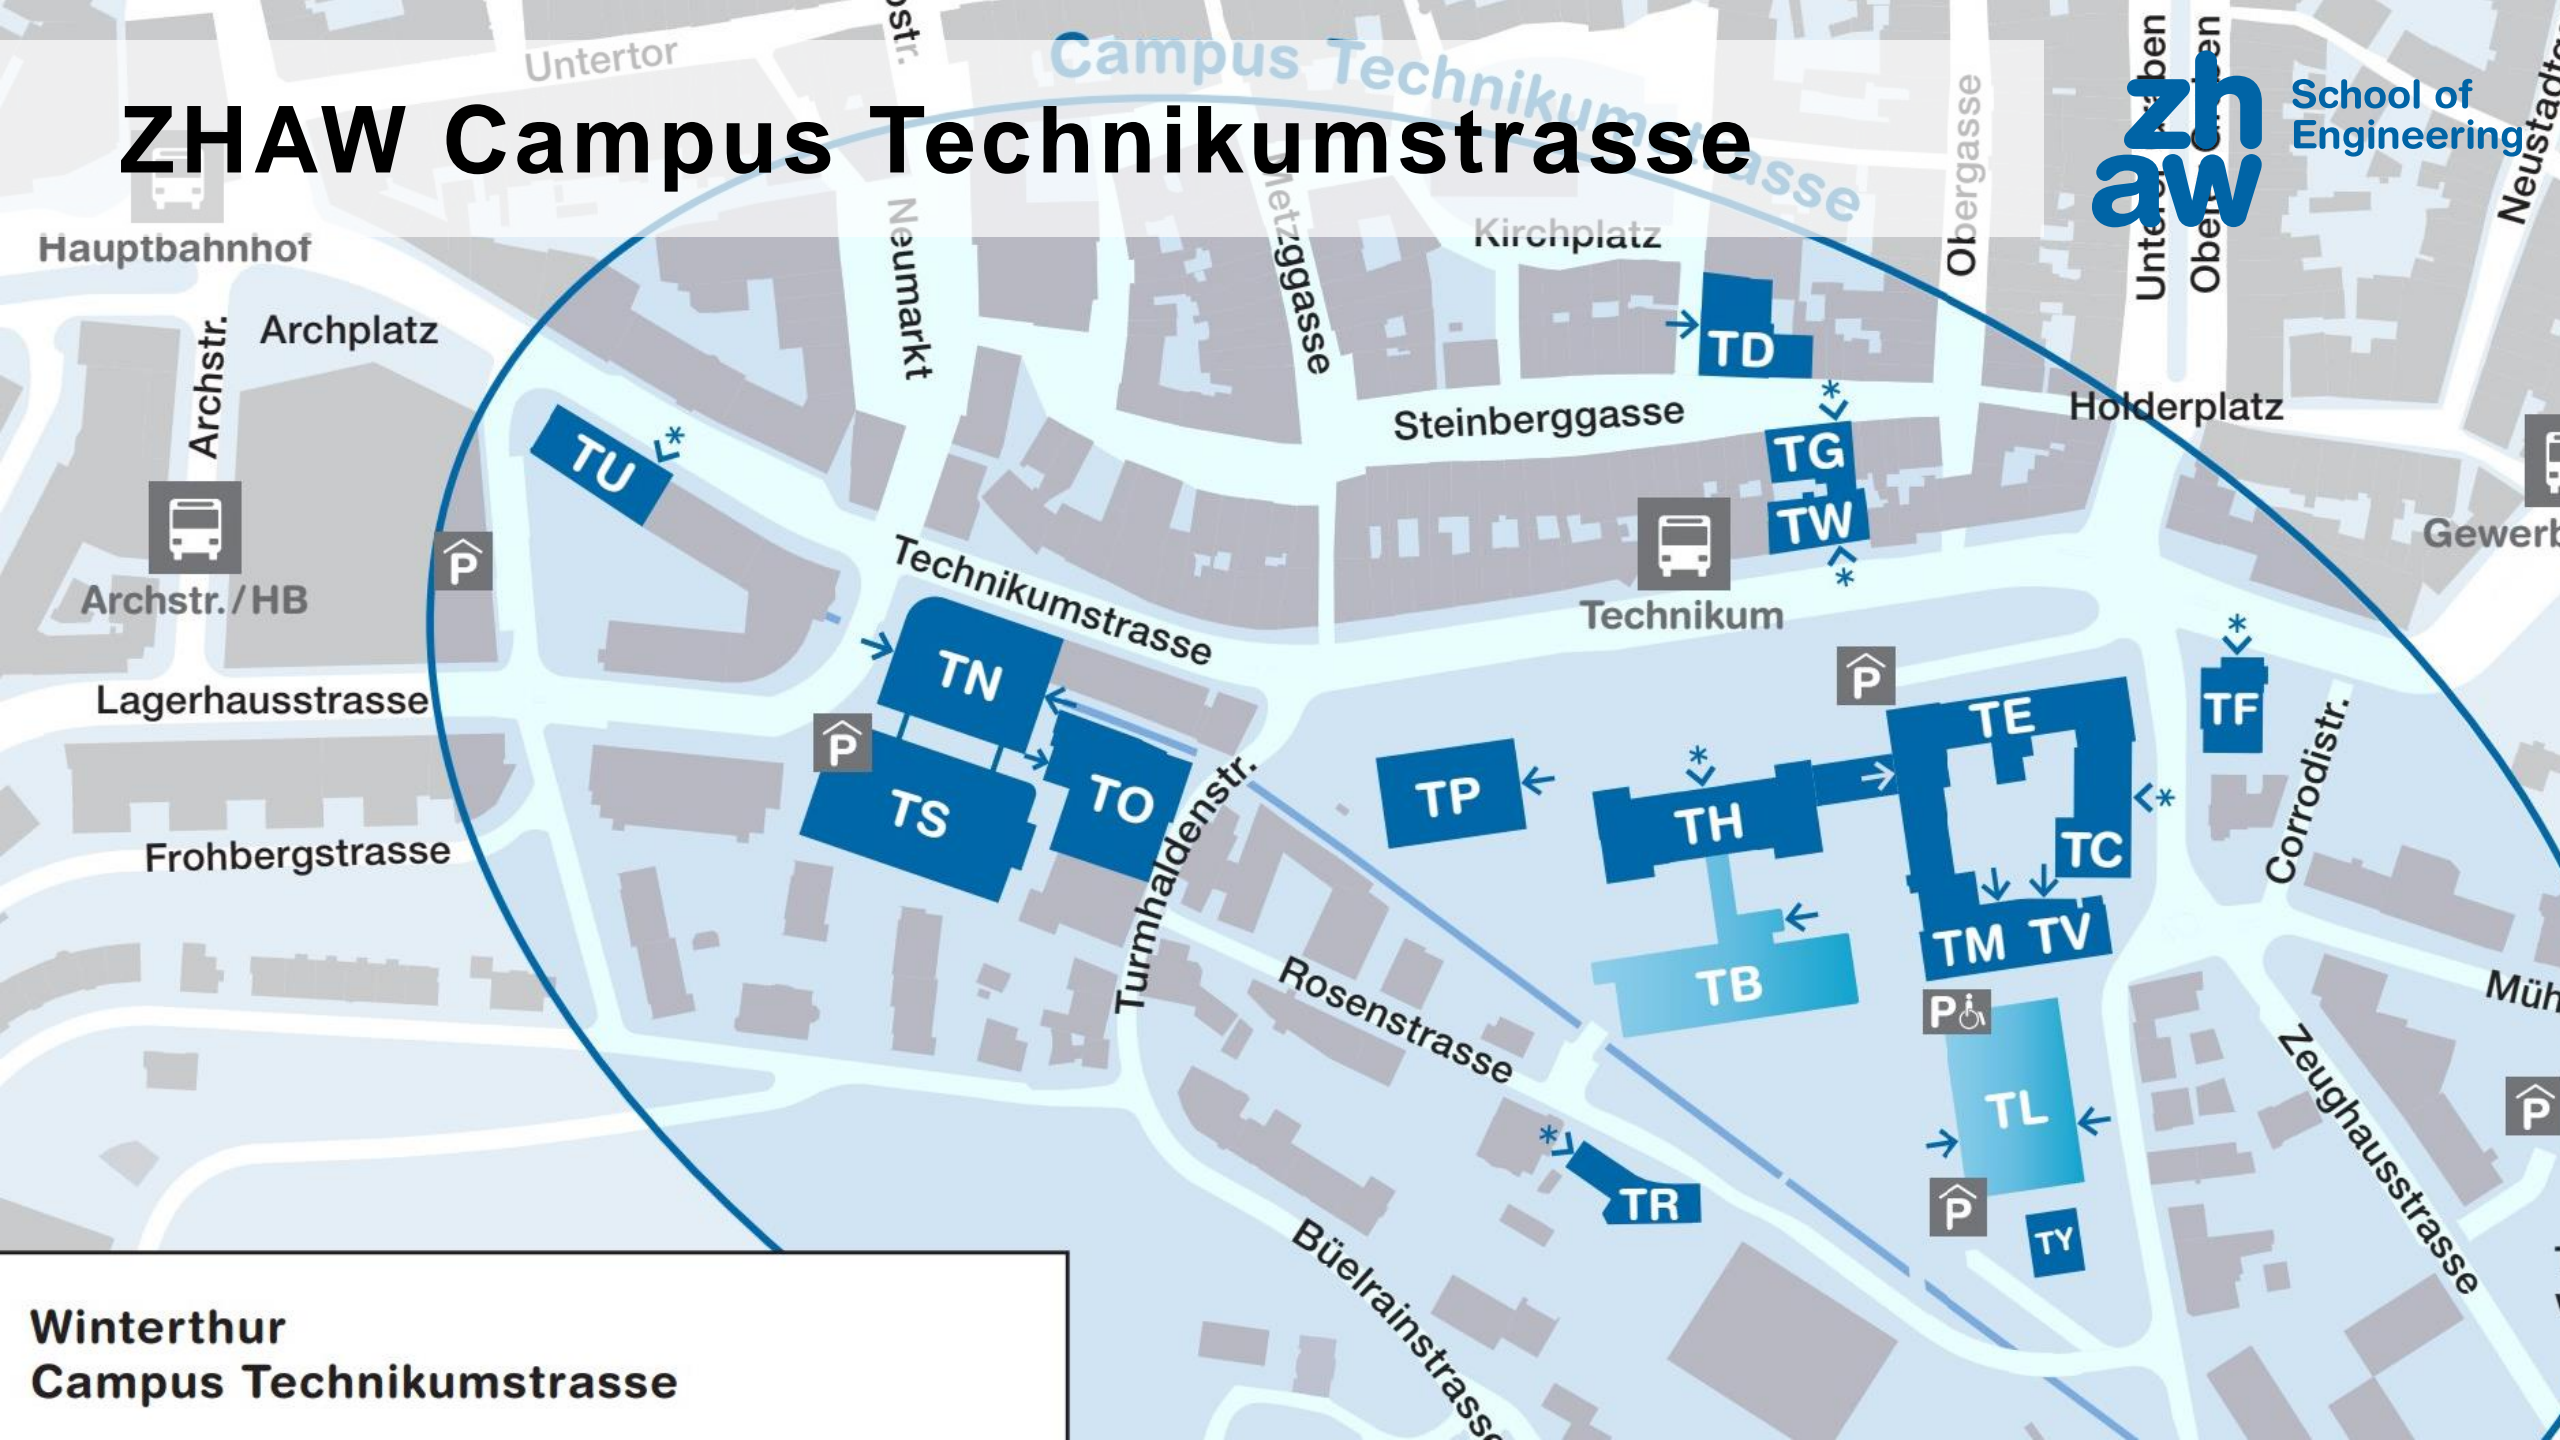 Untertor
Campus Technikumstrasse
ZHAW Campus Technikumstrasse
zh
aw
School of
Engineering
Hauptbahnhof
Neumarkt
Metzggasse
Kirchplatz
Obergasse
Archplatz
Archstr.
TD
Steinberggasse
Holderplatz
TU
*
*
TG
TW
*
Technikum
P
Archstr./HB
Technikumstrasse
TN
Lagerhausstrasse
P
TS
TO
Turmhaldenstr.
Frohbergstrasse
TP
*
TH
P
TE
*
TC
*
TF
Corrodistr.
TM TV
TB
P
Rosenstrasse
TL
P
Zeughausstrasse
P
*
TR
TY
Büelrainstrasse
Winterthur
Campus Technikumstrasse